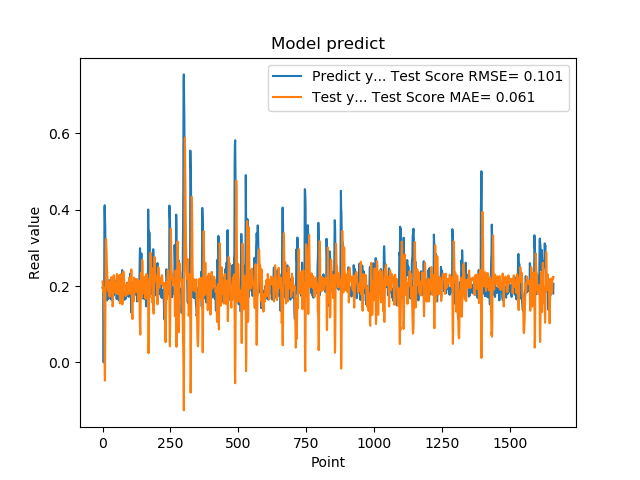 Model predict
Predict y... Test Score RMSE= 0.101
Test y... Test Score MAE= 0.061
Real value
0.6
0.4
0.2
0.0
0 250 500 750 1000 1250 1500
Point